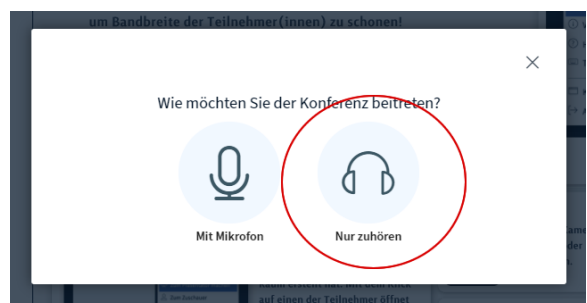 um Bandbreite der Teilnehmer(innen) zu schonen!
Wie möchten Sie der Konferenz beitreten?
Mit Mikrofon
Nur zuhören
auf einen der Teilnehmer öffnet